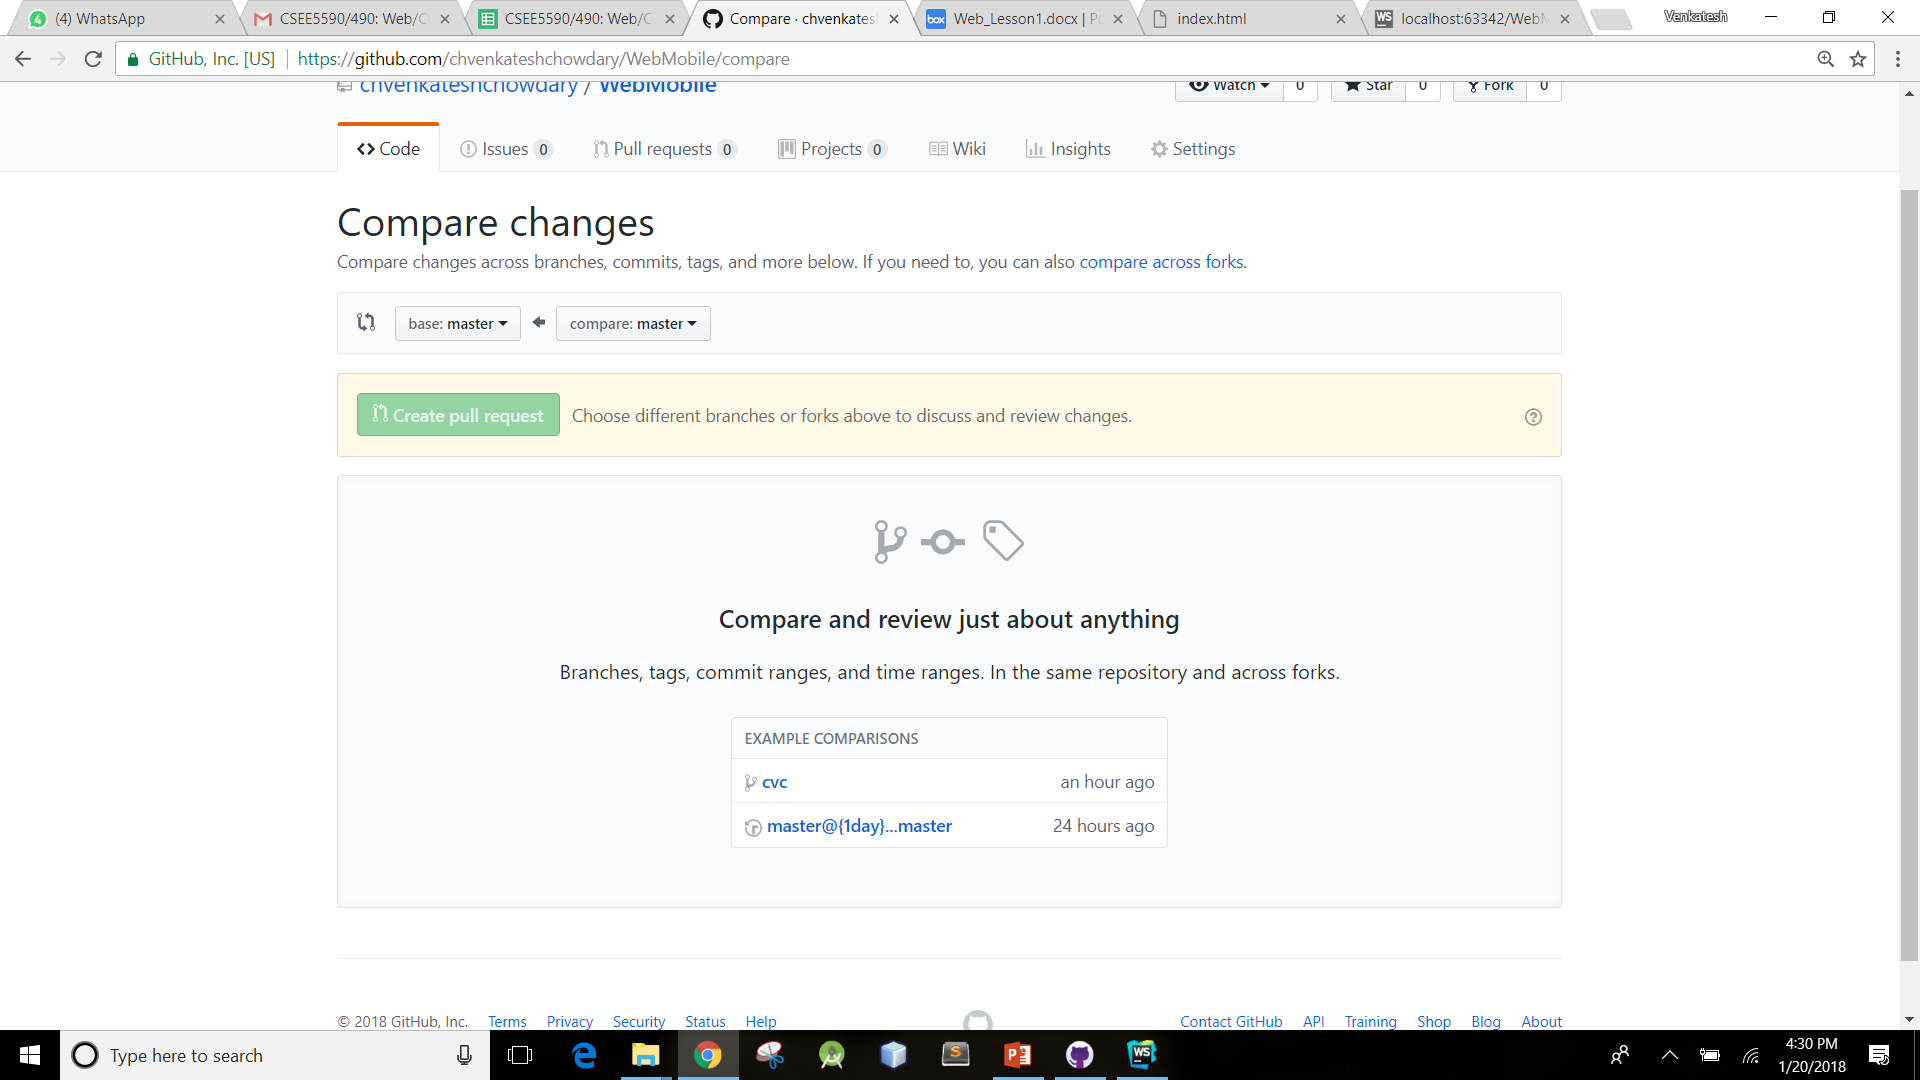 (4) WhatsApp
CSEE5590/490: Web/C
CSEE5590/490: Web/C
Compare · chvenkatesh
Web_Lesson1.docx | Po
index.html
localhost:63342/WebM
Venkatesh
GitHub, Inc. [US] https://github.com/chvenkateshchowdary/WebMobile/compare
chvenkateshchowdary / WebMobile
Watch 0
Star 0
Fork 0
Code
Issues 0
Pull requests 0
Projects 0
Wiki
Insights
Settings
Compare changes
Compare changes across branches, commits, tags, and more below. If you need to, you can also compare across forks.
base: master
compare: master
Create pull request
Choose different branches or forks above to discuss and review changes.
Compare and review just about anything
Branches, tags, commit ranges, and time ranges. In the same repository and across forks.
EXAMPLE COMPARISONS
cvc an hour ago
master@{1day}...master 24 hours ago
© 2018 GitHub, Inc. Terms Privacy Security Status Help
Contact GitHub API Training Shop Blog About
Type here to search
4:30 PM
1/20/2018